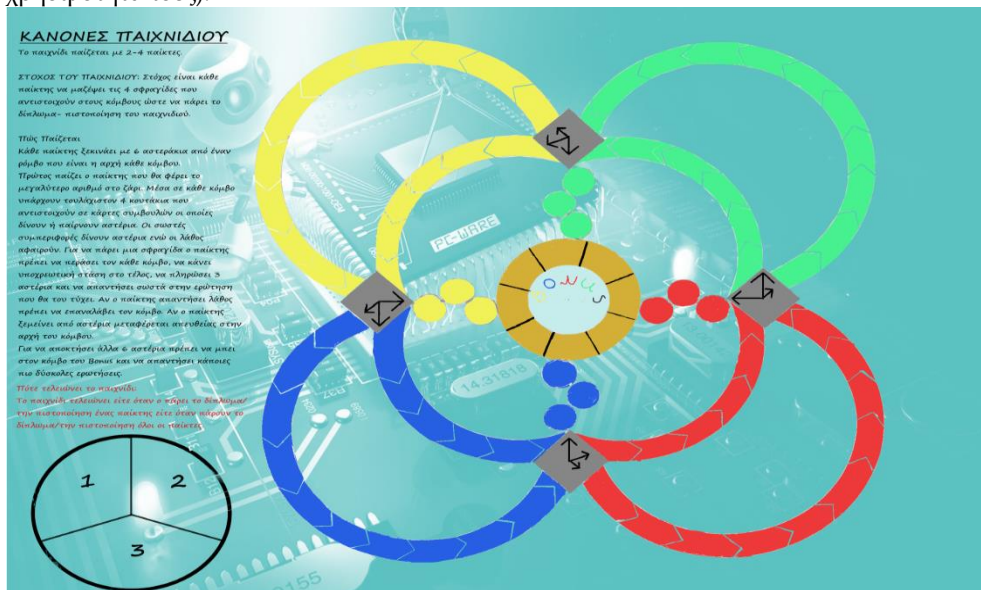 ΚΑΝΟΝΕΣ ΠΑΙΧΝΙΔΙΟΥ
Το παιχνίδι παίζεται με 2-4 παίκτες.
ΣΤΟΧΟΣ ΤΟΥ ΠΑΙΧΝΙΔΙΟΥ: Στόχος είναι κάθε
παίκτης να μαζέψει τις 4 σφραγίδες που
αντιστοιχούν στους κόμβους ώστε να πάρει το
δίπλωμα- πιστοποίηση του παιχνιδιού.
Πώς Παίζεται
Κάθε παίκτης ξεκινάει με 6 αστεράκια από έναν
ρόμβο που είναι η αρχή κάθε κόμβου.
Πρώτος παίζει ο παίκτης που θα φέρει το
μεγαλύτερο αριθμό στο ζάρι. Μέσα σε κάθε κόμβο
υπάρχουν τουλάχιστον 4 κουτάκια που
αντιστοιχούν σε κάρτες συμβουλών οι οποίες
δίνουν ή παίρνουν αστέρια. Οι σωστές
συμπεριφορές δίνουν αστέρια ενώ οι λάθος
αφαιρούν. Για να πάρει μια σφραγίδα ο παίκτης
πρέπει να περάσει τον κάθε κόμβο, να κάνει
υποχρεωτική στάση στο τέλος, να πληρώσει 3
αστέρια και να απαντήσει σωστά στην ερώτηση
που θα του τύχει. Αν ο παίκτης απαντήσει λάθος
πρέπει να επαναλάβει τον κόμβο. Αν ο παίκτης
ξεμείνει από αστέρια μεταφέρεται απευθείας στην
αρχή του κόμβου.
Για να αποκτήσει άλλα 6 αστέρια πρέπει να μπει
στον κόμβο του Bonus και να απαντήσει κάποιες
πιο δύσκολες ερωτήσεις.
Πότε τελειώνει το παιχνίδι:
Το παιχνίδι τελειώνει είτε όταν ο πάρει το δίπλωμα/
την πιστοποίηση ένας παίκτης είτε όταν πάρουν το
δίπλωμα/την πιστοποίηση όλοι οι παίκτες.
PC-WARE
BONUS
14.31818
1 2
3
155